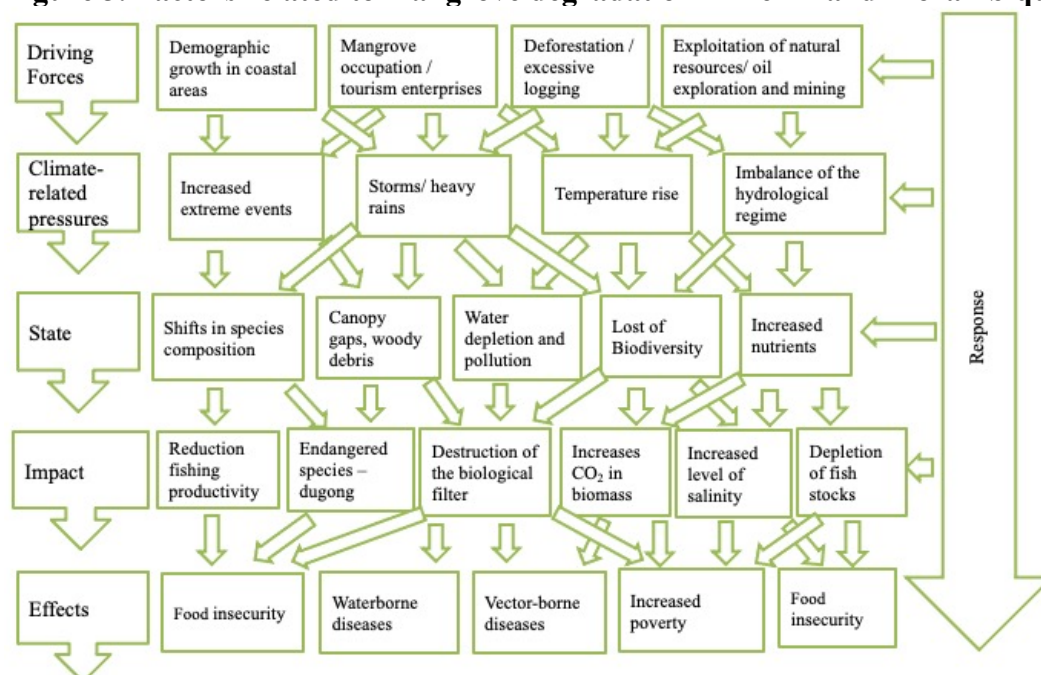 Driving
Forces
Demographic
growth in coastal
areas
Mangrove
occupation /
tourism enterprises
Deforestation /
excessive
logging
Exploitation of natural
resources/ oil
exploration and mining
Climate-
related
pressures
Increased
extreme events
Storms/ heavy
rains
Temperature rise
Imbalance of the
hydrological
regime
State
Shifts in species
composition
Canopy
gaps, woody
debris
Water
depletion and
pollution
Lost of
Biodiversity
Increased
nutrients
Response
Impact
Reduction
fishing
productivity
Endangered
species –
dugong
Destruction of
the biological
filter
Increases
CO₂ in
biomass
Increased
level of
salinity
Depletion
of fish
stocks
Effects
Food insecurity
Waterborne
diseases
Vector-borne
diseases
Increased
poverty
Food
insecurity